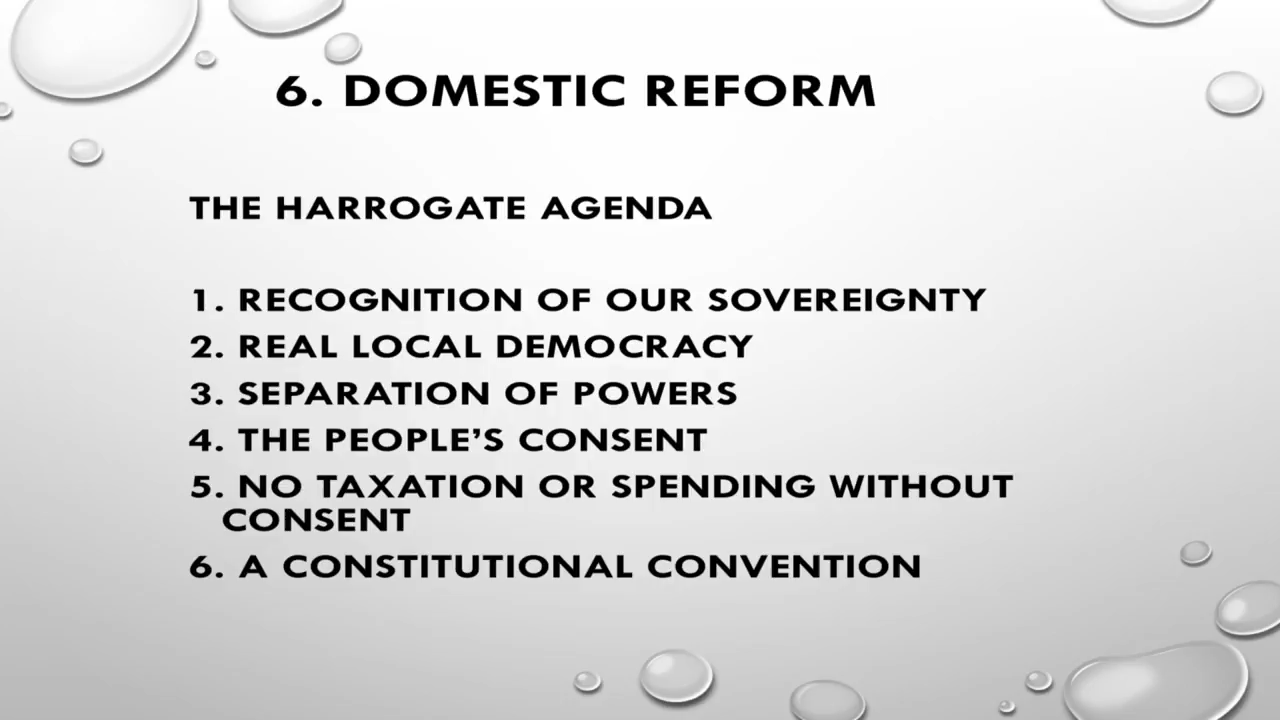 6. DOMESTIC REFORM
THE HARROGATE AGENDA
1. RECOGNITION OF OUR SOVEREIGNTY
2. REAL LOCAL DEMOCRACY
3. SEPARATION OF POWERS
4. THE PEOPLE’S CONSENT
5. NO TAXATION OR SPENDING WITHOUT
CONSENT
6. A CONSTITUTIONAL CONVENTION